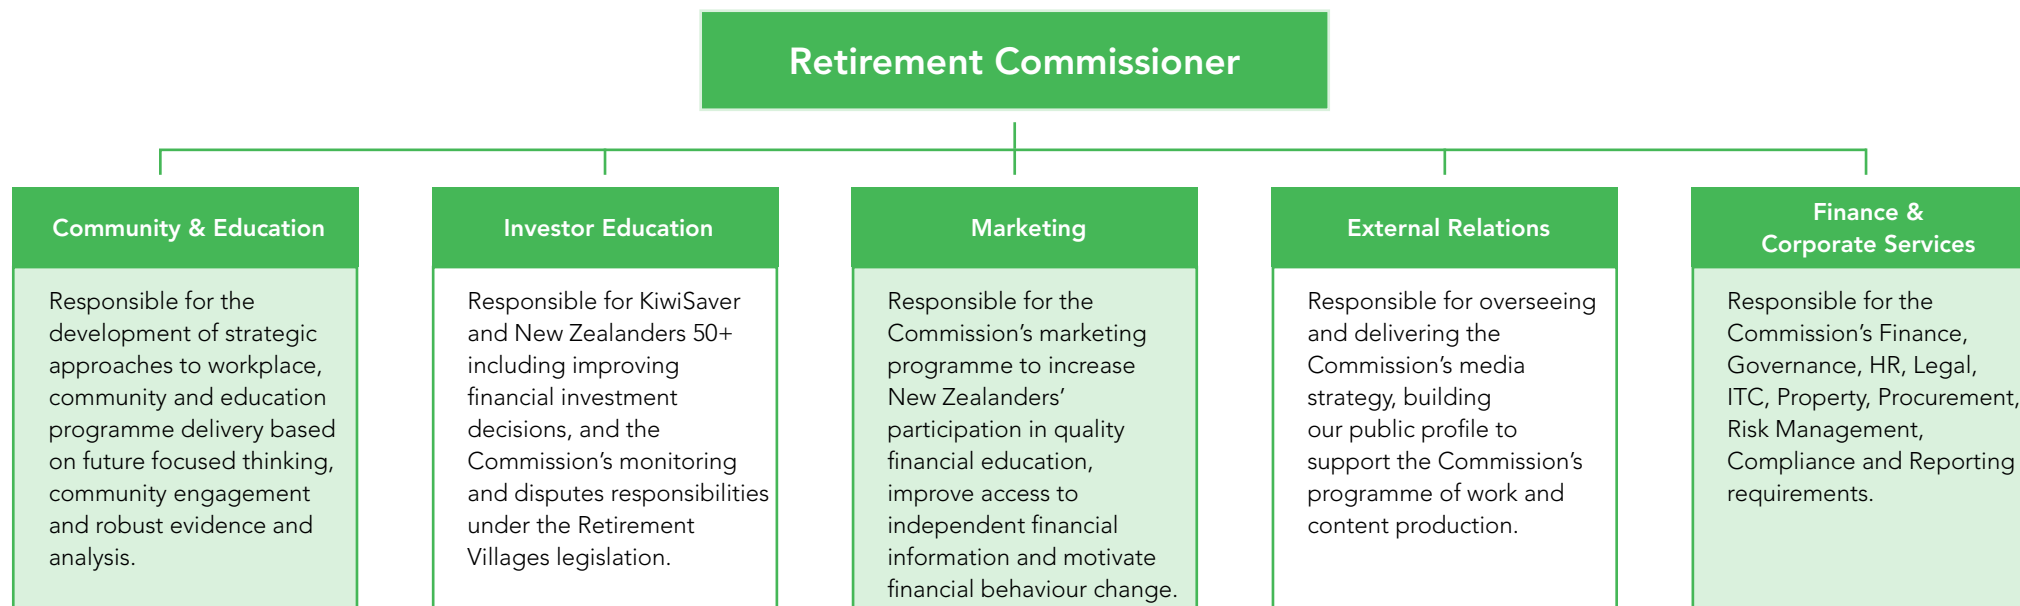 Retirement Commissioner
Community & Education
Responsible for the
development of strategic
approaches to workplace,
community and education
programme delivery based
on future focused thinking,
community engagement
and robust evidence and
analysis.
Investor Education
Responsible for KiwiSaver
and New Zealanders 50+
including improving
financial investment
decisions, and the
Commission’s monitoring
and disputes responsibilities
under the Retirement
Villages legislation.
Marketing
Responsible for the
Commission’s marketing
programme to increase
New Zealanders’
participation in quality
financial education,
improve access to
independent financial
information and motivate
financial behaviour change.
External Relations
Responsible for overseeing
and delivering the
Commission’s media
strategy, building
our public profile to
support the Commission’s
programme of work and
content production.
Finance &
Corporate Services
Responsible for the
Commission’s Finance,
Governance, HR, Legal,
ITC, Property, Procurement,
Risk Management,
Compliance and Reporting
requirements.